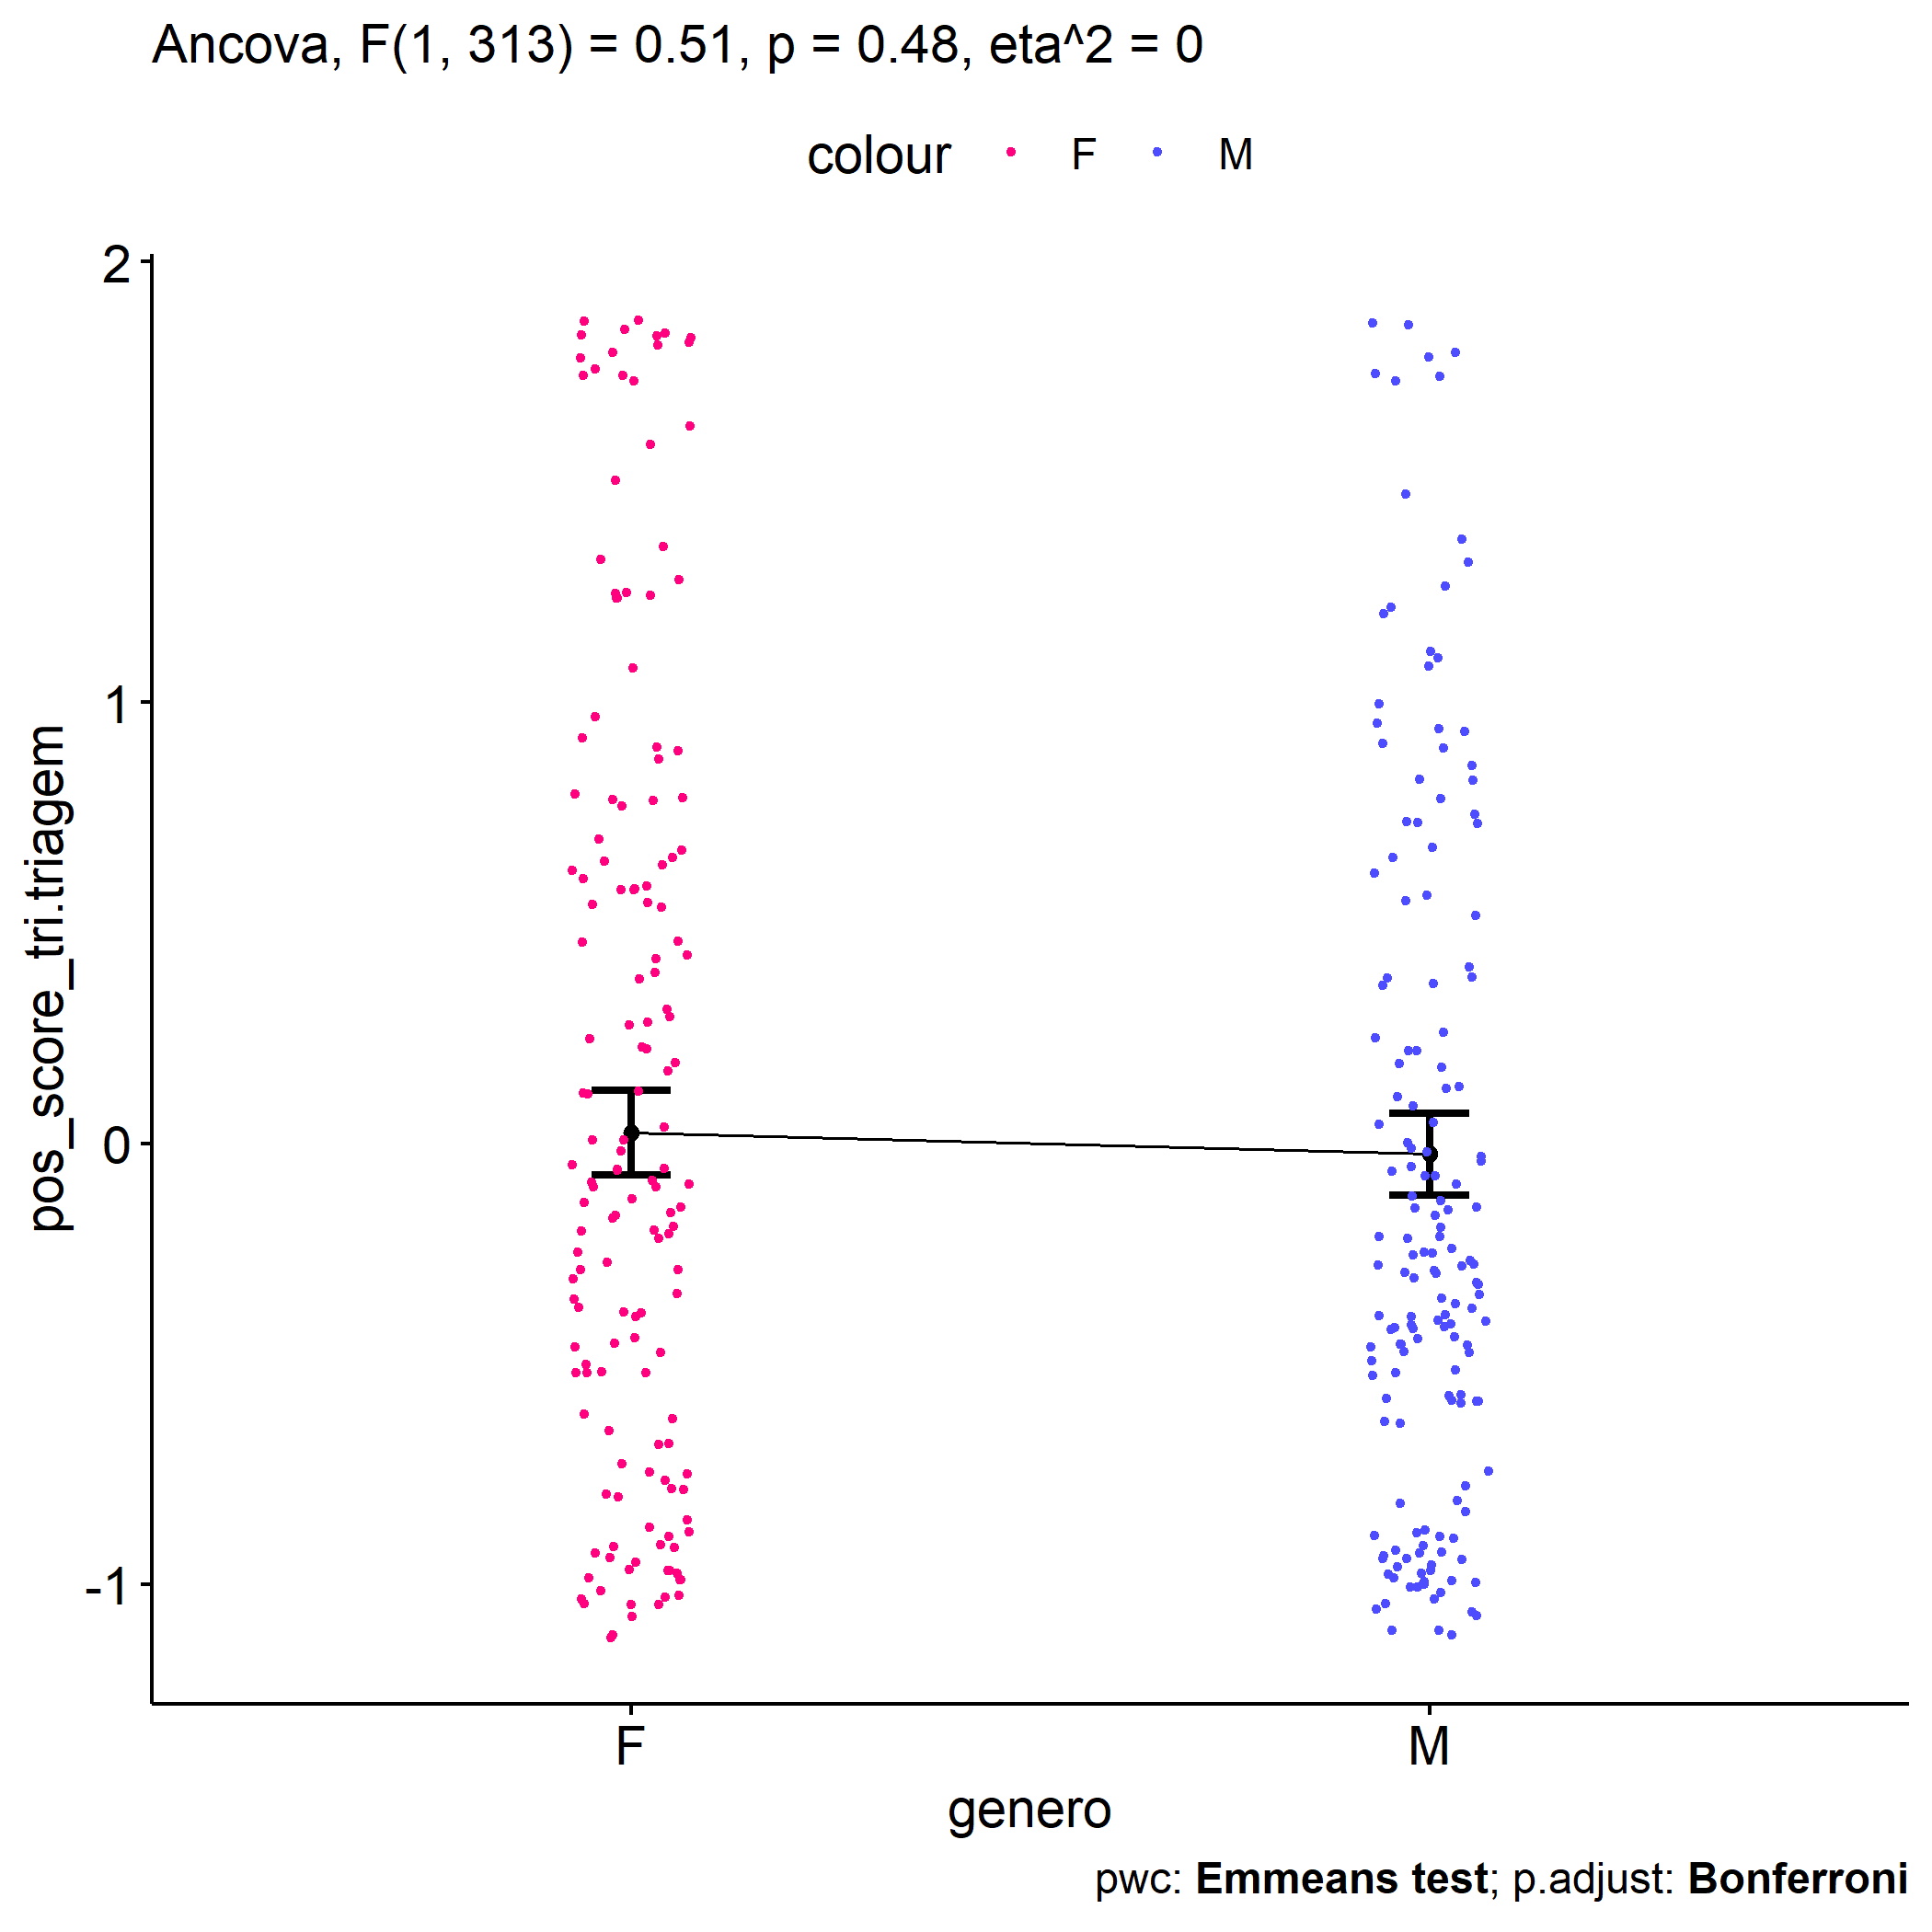 Ancova, F(1, 313) = 0.51, p = 0.48, eta^2 = 0
colour F M
2
1
0
-1
pos_score_tri.triagem
F M
genero
pwc: Emmeans test; p.adjust: Bonferroni